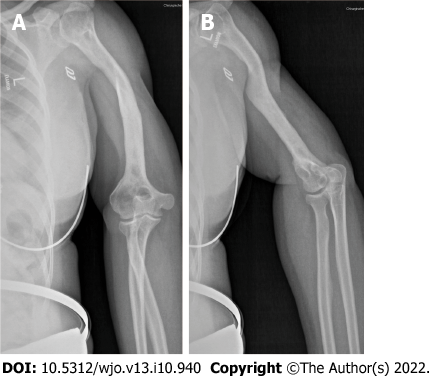 A
B
L
L
DOI: 10.5312/wjo.v13.i10.940 Copyright ©The Author(s) 2022.